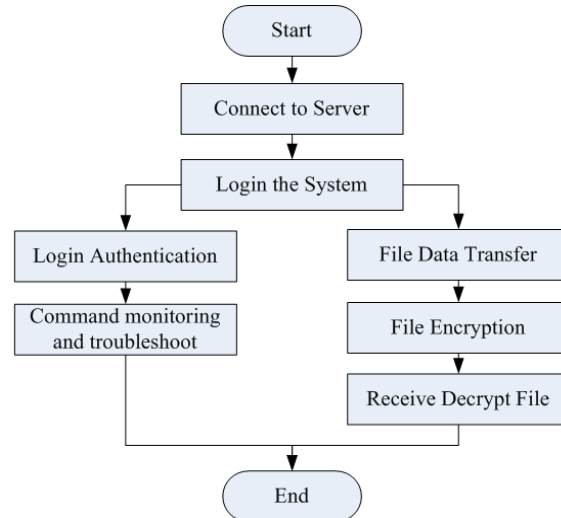 Start
Connect to Server
Login the System
Login Authentication
Command monitoring
and troubleshoot
File Data Transfer
File Encryption
Receive Decrypt File
End